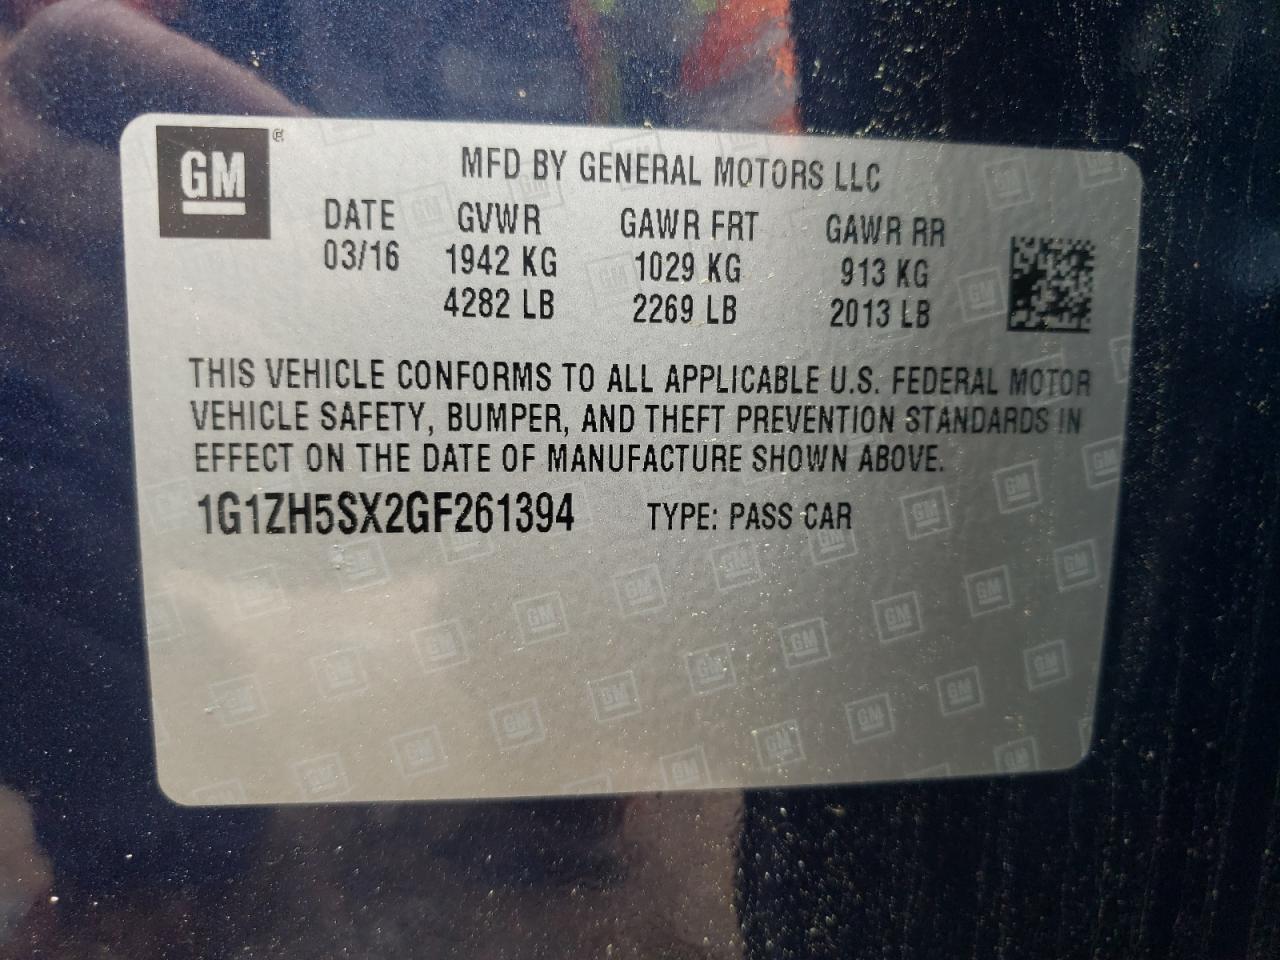 GM ®
MFD BY GENERAL MOTORS LLC
DATE GVWR GAWR FRT GAWR RR
03/16 1942 KG 1029 KG 913 KG
4282 LB 2269 LB 2013 LB
THIS VEHICLE CONFORMS TO ALL APPLICABLE U.S. FEDERAL MOTOR
VEHICLE SAFETY, BUMPER, AND THEFT PREVENTION STANDARDS IN
EFFECT ON THE DATE OF MANUFACTURE SHOWN ABOVE.
1G1ZH5SX2GF261394 TYPE: PASS CAR